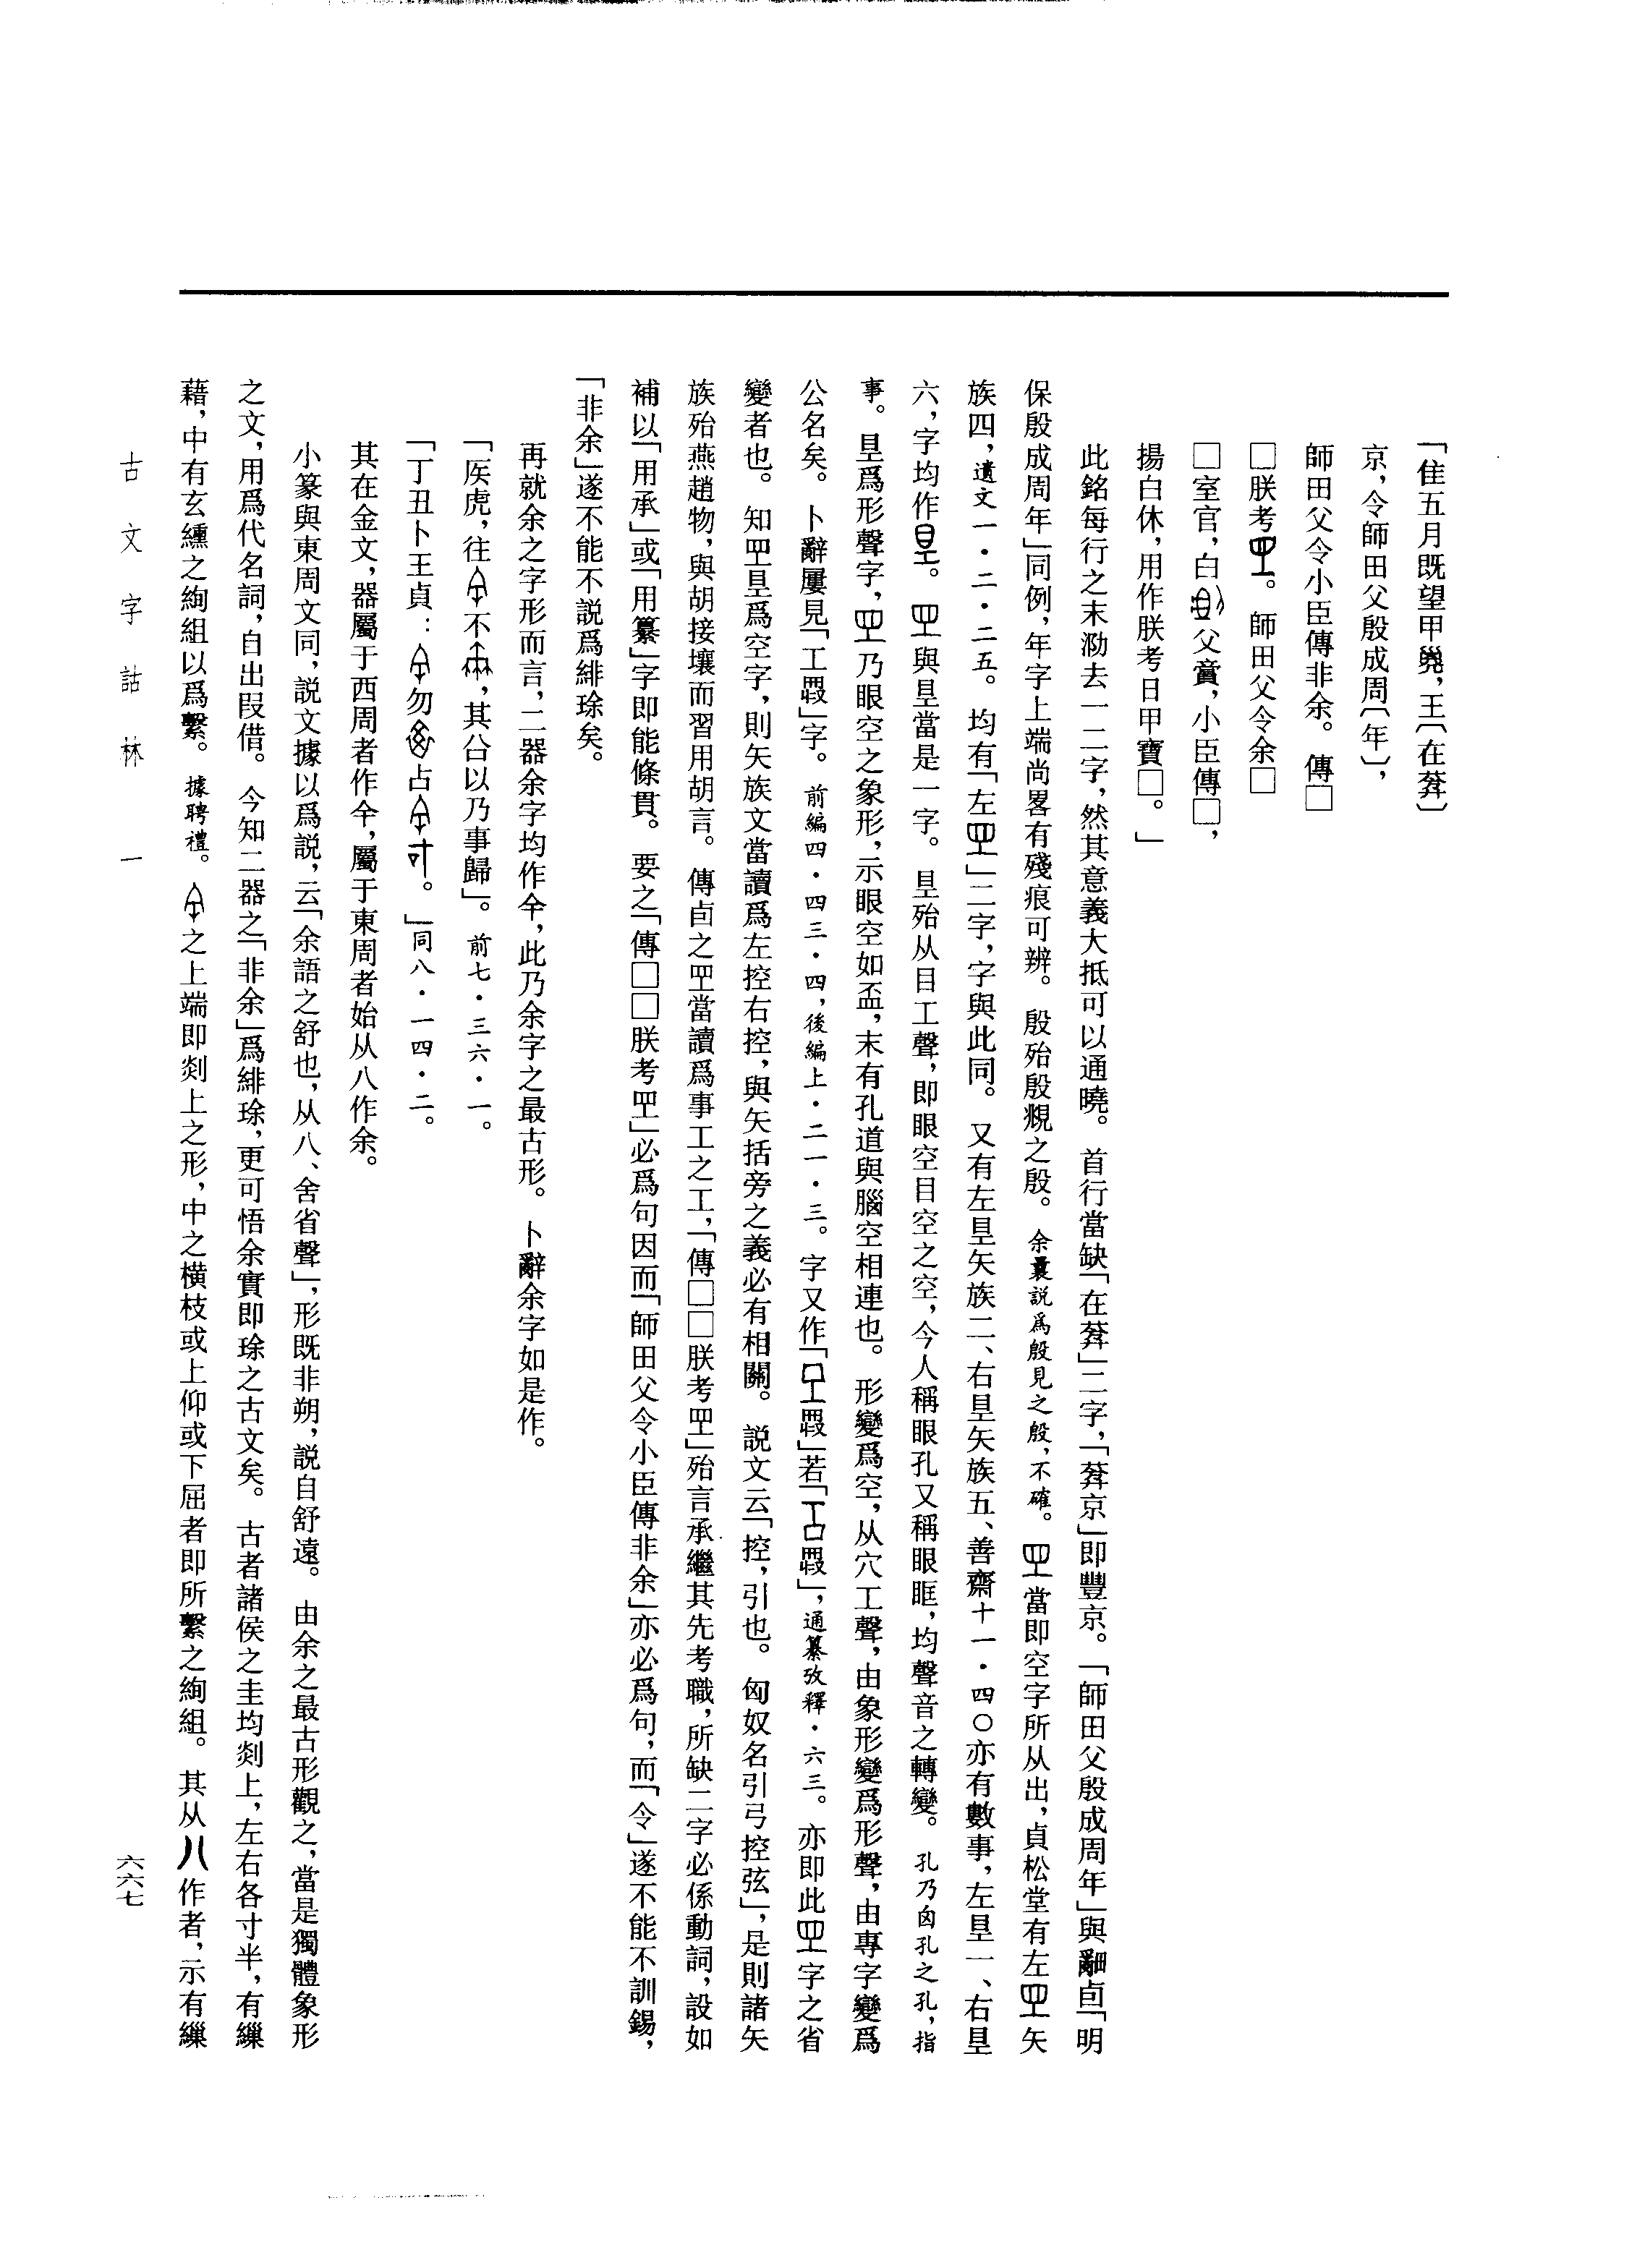 「隹五月既望甲，王〔在䒶〕
京，令師田父殷成周〔年〕，
師田父令小臣傳非余。傳□
□朕考。師田父令余□
□室官，白父賞，小臣傳□，
揚白休，用作朕考日甲寶□。」
此銘每行之末泐去一二字，然其意義大抵可以通曉。首行當缺「在䒶」二字，「䒶京」即豐京。「師田父殷成周年」與卣「明
保殷成周年」同例，年字上端尚畧有殘痕可辨。殷殆殷覜之殷。余曩説爲殷見之殷，不確。當即空字所从出，貞松堂有左矢
族四，遺文一·二·二五。均有「左」二字，字與此同。又有左㫔矢族二、右㫔矢族五、善齋十一·四〇亦有數事，左㫔一、右㫔
六，字均作。與㫔當是一字。㫔殆从目工聲，即眼空目空之空，今人稱眼孔又稱眼眶，均聲音之轉變。孔乃囟孔之孔，指
事。㫔爲形聲字，乃眼空之象形，示眼空如盃，末有孔道與腦空相連也。形變爲空，从穴工聲，由象形變爲形聲，由專字變爲
公名矣。卜辭屢見「工」字。前編四·四三·四，後編上·二一·三。字又作「」若「」，通纂攷釋·六三。亦即此字之省
變者也。知㫔爲空字，則矢族文當讀爲左控右控，與矢括旁之義必有相關。説文云「控，引也。匈奴名引弓控弦」，是則諸矢
族殆燕趙物，與胡接壤而習用胡言。傳卣之當讀爲事工之工，「傳□□朕考」殆言承繼其先考職，所缺二字必係動詞，設如
補以「用承」或「用纂」字即能條貫。要之「傳□□朕考」必爲句因而「師田父令小臣傳非余」亦必爲句，而「令」遂不能不訓錫，
「非余」遂不能不説爲緋瑹矣。
再就余之字形而言，二器余字均作，此乃余字之最古形。卜辭余字如是作。
「矦虎，往不，其㕣以乃事歸」。前七·三六·一。
「丁丑卜王貞：勿占。」同八·一四·二。
其在金文，器屬于西周者作，屬于東周者始从八作余。
小篆與東周文同，説文據以爲説，云「余語之舒也，从八、舍省聲」，形既非朔，説自舒遠。由余之最古形觀之，當是獨體象形
之文，用爲代名詞，自出叚借。今知二器之「非余」爲緋瑹，更可悟余實即瑹之古文矣。古者諸侯之圭均剡上，左右各寸半，有繅
藉，中有玄纁之絢組以爲繫。據聘禮。之上端即剡上之形，中之橫枝或上仰或下屈者即所繫之絢組。其从八作者，示有繅
古文字詁林 一
六六七